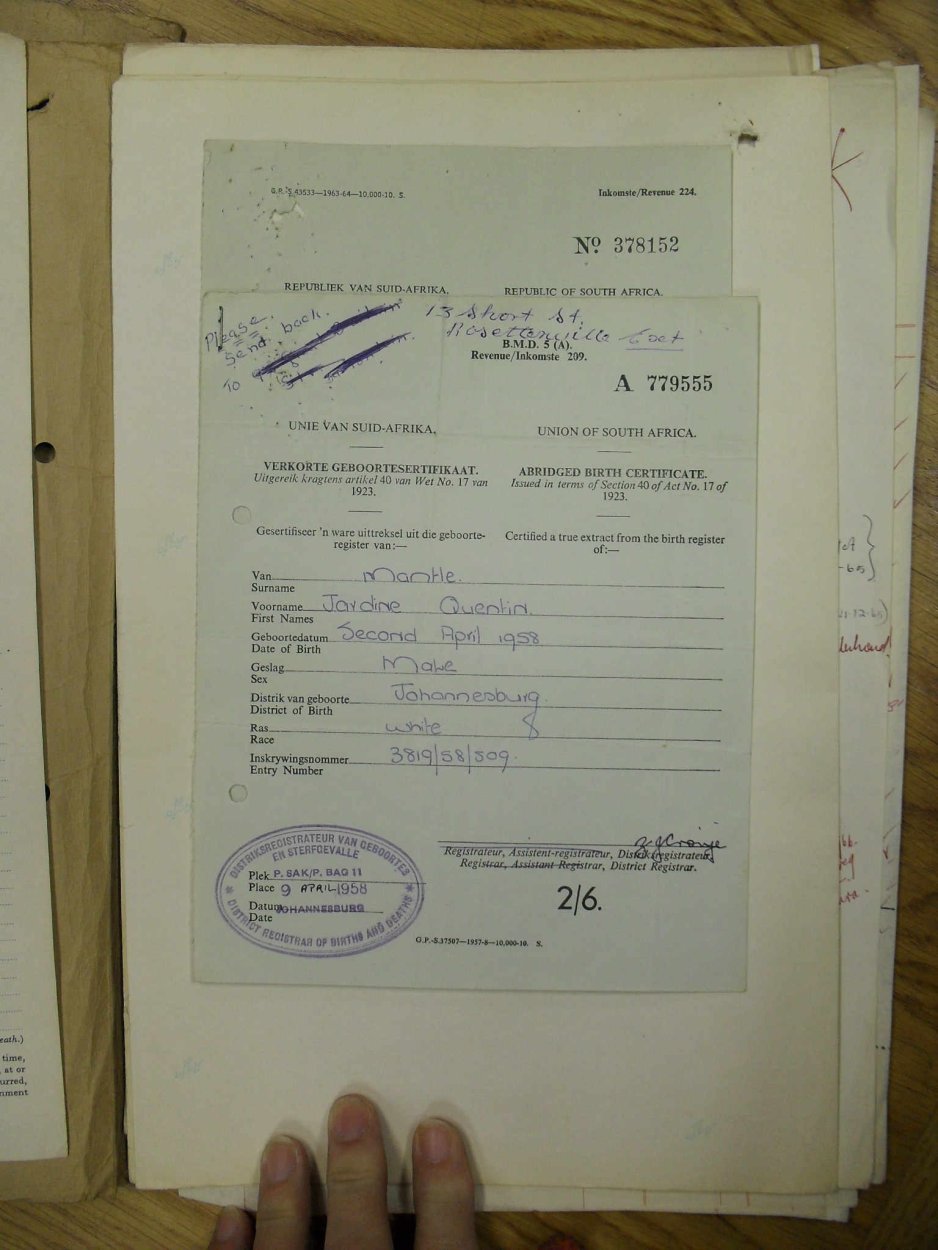 G.P.-S.43533—1963-64—10,000-10. S.
Inkomste/Revenue 224.
No 378152
REPUBLIEK VAN SUID-AFRIKA. REPUBLIC OF SOUTH AFRICA.
Please
Send back.
To
13 Short St.
Rosettenville East
B.M.D. 5 (A).
Revenue/Inkomste 209.
A 779555
UNIE VAN SUID-AFRIKA. UNION OF SOUTH AFRICA.
VERKORTE GEBOORTESERTIFIKAAT.
Uitgereik kragtens artikel 40 van Wet No. 17 van
1923.
ABRIDGED BIRTH CERTIFICATE.
Issued in terms of Section 40 of Act No. 17 of
1923.
Gesertifiseer 'n ware uittreksel uit die geboorte-
register van:—
Certified a true extract from the birth register
of:—
Van Mantle.
Surname
Voorname Jardine Quentin.
First Names
Geboortedatum Second April 1958
Date of Birth
Geslag Male
Sex
Distrik van geboorte Johannesburg.
District of Birth
Ras white
Race
Inskrywingsnommer 3819/58/509.
Entry Number
DISTRIKSREGISTRATEUR VAN GEBOORTES
EN STERFGEVALLE
Plek P. SAK/P. BAG 11
Place 9 APRIL 1958
Datum JOHANNESBURG
Date
DISTRICT REGISTRAR OF BIRTHS AND DEATHS
Registrateur, Assistent-registrateur, Distriksregistrateur.
Registrar, Assistant Registrar, District Registrar.
2/6.
G.P.-S.37507—1957-8—10,000-10. S.
eath.)
time,
at or
urred,
nment